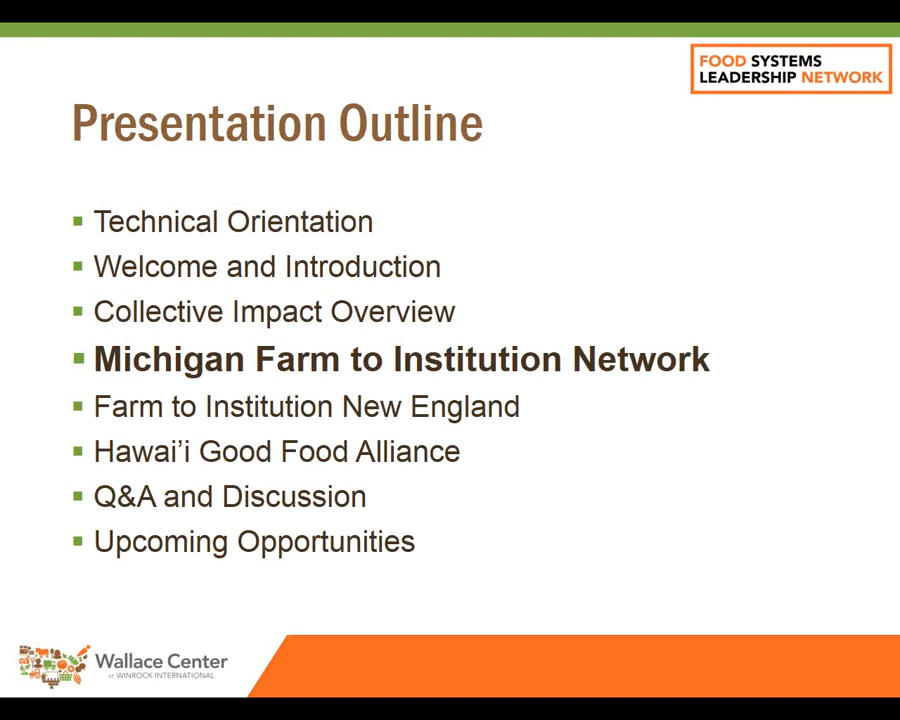 FOOD SYSTEMS
LEADERSHIP NETWORK
Presentation Outline
Technical Orientation
Welcome and Introduction
Collective Impact Overview
Michigan Farm to Institution Network
Farm to Institution New England
Hawai’i Good Food Alliance
Q&A and Discussion
Upcoming Opportunities
Wallace Center
AT WINROCK INTERNATIONAL